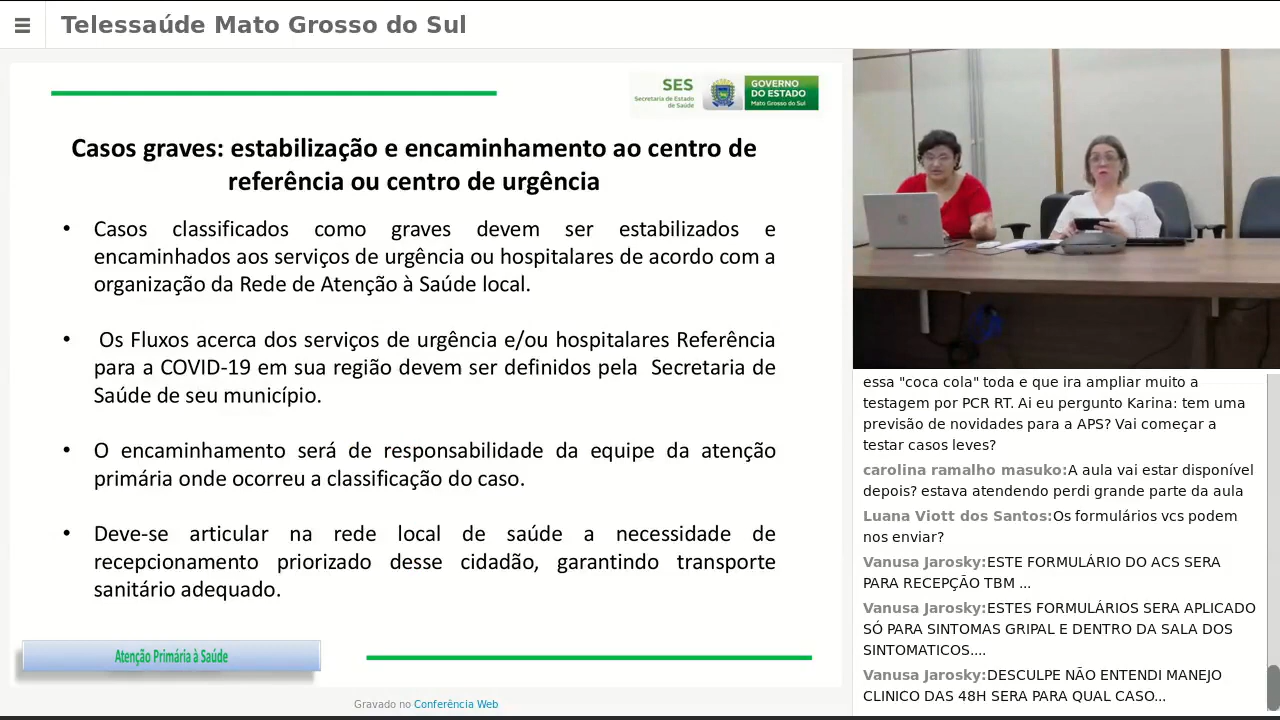 Telessaúde Mato Grosso do Sul
SES
Secretaria de Estado
de Saúde
GOVERNO
DO ESTADO
Mato Grosso do Sul
Casos graves: estabilização e encaminhamento ao centro de
referência ou centro de urgência
• Casos classificados como graves devem ser estabilizados e
encaminhados aos serviços de urgência ou hospitalares de acordo com a
organização da Rede de Atenção à Saúde local.
• Os Fluxos acerca dos serviços de urgência e/ou hospitalares Referência
para a COVID-19 em sua região devem ser definidos pela Secretaria de
Saúde de seu município.
• O encaminhamento será de responsabilidade da equipe da atenção
primária onde ocorreu a classificação do caso.
• Deve-se articular na rede local de saúde a necessidade de
recepcionamento priorizado desse cidadão, garantindo transporte
sanitário adequado.
Atenção Primária à Saúde
Gravado no Conferência Web
essa "coca cola" toda e que ira ampliar muito a
testagem por PCR RT. Ai eu pergunto Karina: tem uma
previsão de novidades para a APS? Vai começar a
testar casos leves?
carolina ramalho masuko:A aula vai estar disponível
depois? estava atendendo perdi grande parte da aula
Luana Viott dos Santos:Os formulários vcs podem
nos enviar?
Vanusa Jarosky:ESTE FORMULÁRIO DO ACS SERA
PARA RECEPÇÃO TBM ...
Vanusa Jarosky:ESTES FORMULÁRIOS SERA APLICADO
SÓ PARA SINTOMAS GRIPAL E DENTRO DA SALA DOS
SINTOMATICOS....
Vanusa Jarosky:DESCULPE NÃO ENTENDI MANEJO
CLINICO DAS 48H SERA PARA QUAL CASO...